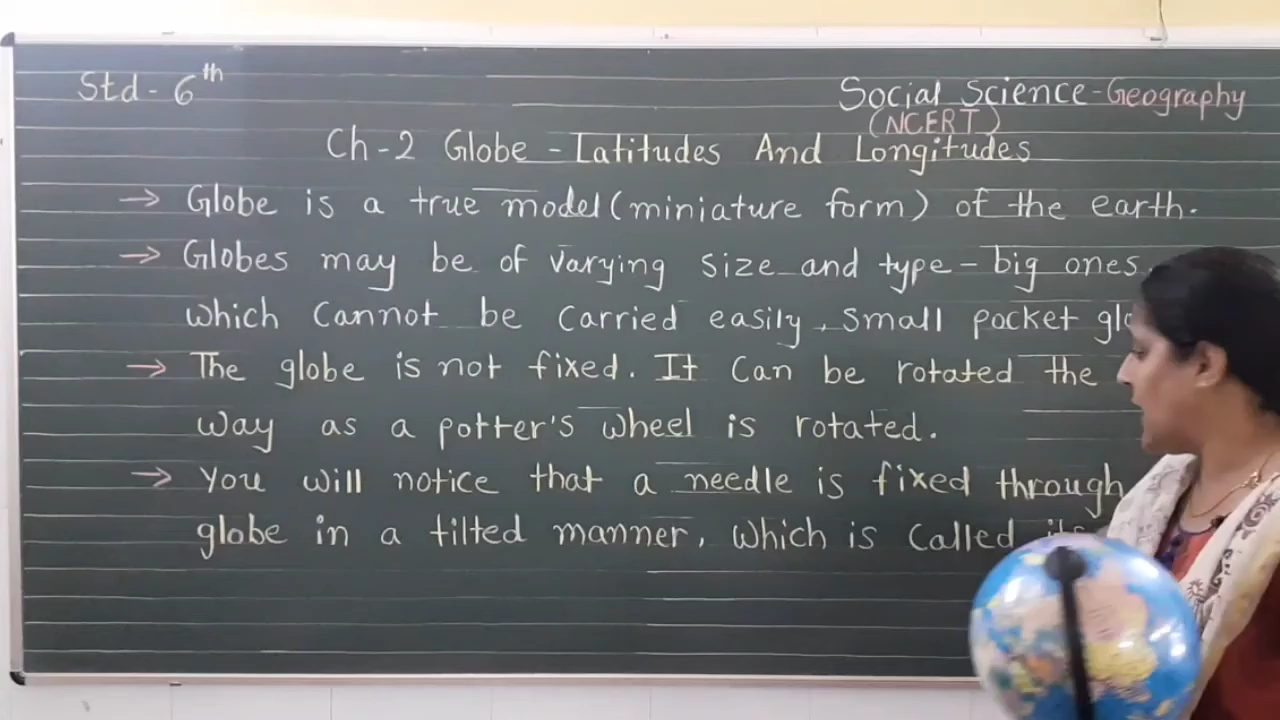 Std - 6th
Social Science - Geography
(NCERT)
Ch-2 Globe - Latitudes And Longitudes
→ Globe is a true model (miniature form) of the earth.
→ Globes may be of varying size and type - big ones,
which cannot be carried easily, small pocket
→ The globe is not fixed. It can be rotated the
way as a potter's wheel is rotated.
→ You will notice that a needle is fixed through
globe in a tilted manner, which is called its